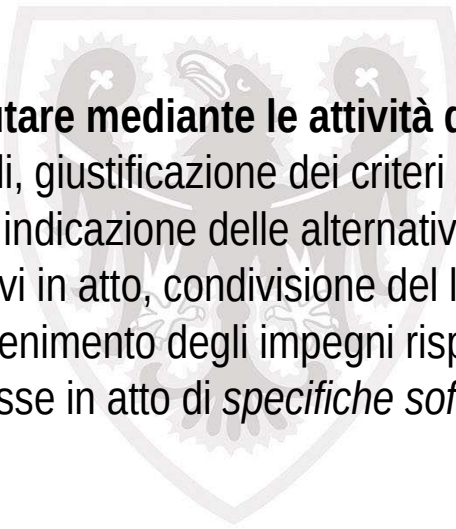 utare mediante le attività d
li, giustificazione dei criteri
indicazione delle alternativ
vi in atto, condivisione del l
enimento degli impegni risp
sse in atto di specifiche sof